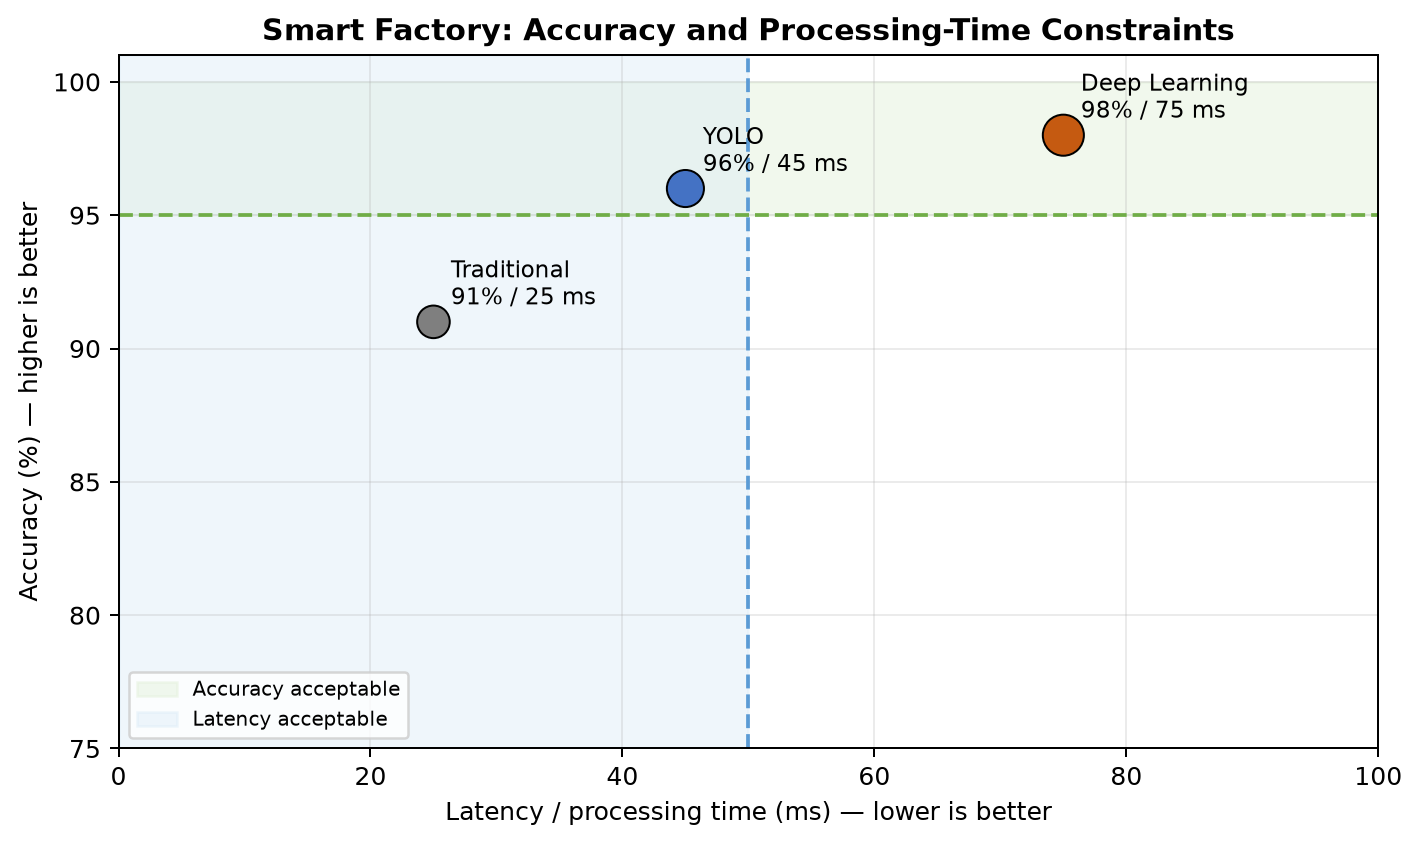 Smart Factory: Accuracy and Processing-Time Constraints
Accuracy (%) — higher is better
100
95
90
85
80
75
Deep Learning
98% / 75 ms
YOLO
96% / 45 ms
Traditional
91% / 25 ms
Accuracy acceptable
Latency acceptable
0
20
40
60
80
100
Latency / processing time (ms) — lower is better